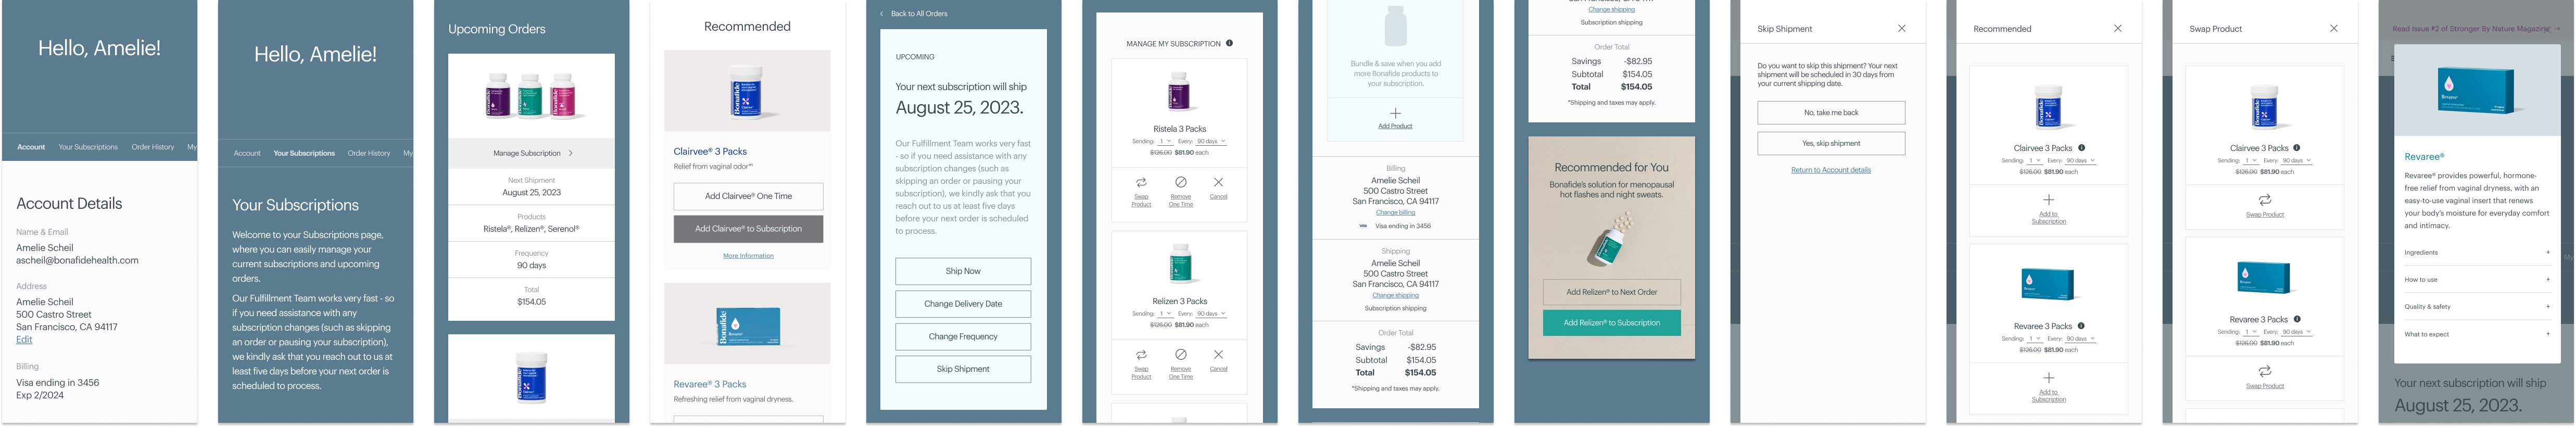 Hello, Amelie!
Account Your Subscriptions Order History My
Account Details
Name & Email
Amelie Scheil
ascheil@bonafidehealth.com
Address
Amelie Scheil
500 Castro Street
San Francisco, CA 94117
Edit
Billing
Visa ending in 3456
Exp 2/2024
Hello, Amelie!
Account Your Subscriptions Order History My
Your Subscriptions
Welcome to your Subscriptions page,
where you can easily manage your
current subscriptions and upcoming
orders.
Our Fulfillment Team works very fast - so
if you need assistance with any
subscription changes (such as skipping
an order or pausing your subscription),
we kindly ask that you reach out to us at
least five days before your next order is
scheduled to process.
Upcoming Orders
Bonafide
Bonafide
Bonafide
Manage Subscription
Next Shipment
August 25, 2023
Products
Ristela®, Relizen®, Serenol®
Frequency
90 days
Total
$154.05
Bonafide
Recommended
Bonafide
Clairvee® 3 Packs
Relief from vaginal odor*¹
Add Clairvee® One Time
Add Clairvee® to Subscription
More Information
Bonafide
Revaree® 3 Packs
Refreshing relief from vaginal dryness.
Back to All Orders
UPCOMING
Your next subscription will ship
August 25, 2023.
Our Fulfillment Team works very fast
- so if you need assistance with any
subscription changes (such as
skipping an order or pausing your
subscription), we kindly ask that you
reach out to us at least five days
before your next order is scheduled
to process.
Ship Now
Change Delivery Date
Change Frequency
Skip Shipment
MANAGE MY SUBSCRIPTION
Bonafide
Ristela 3 Packs
Sending: 1 Every: 90 days
$126.00 $81.90 each
Swap
Product
Remove
One Time
Cancel
Bonafide
Relizen 3 Packs
Sending: 1 Every: 90 days
$126.00 $81.90 each
Swap
Product
Remove
One Time
Cancel
Bundle & save when you add
more Bonafide products to
your subscription.
Add Product
Billing
Amelie Scheil
500 Castro Street
San Francisco, CA 94117
Change billing
VISA Visa ending in 3456
Shipping
Amelie Scheil
500 Castro Street
San Francisco, CA 94117
Change shipping
Subscription shipping
Order Total
Savings -$82.95
Subtotal $154.05
Total $154.05
*Shipping and taxes may apply.
Change shipping
Subscription shipping
Order Total
Savings -$82.95
Subtotal $154.05
Total $154.05
*Shipping and taxes may apply.
Recommended for You
Bonafide's solution for menopausal
hot flashes and night sweats.
Add Relizen® to Next Order
Add Relizen® to Subscription
Skip Shipment
Do you want to skip this shipment? Your next
shipment will be scheduled in 30 days from
your current shipping date.
No, take me back
Yes, skip shipment
Return to Account details
Recommended
Bonafide
Clairvee 3 Packs
Sending: 1 Every: 90 days
$126.00 $81.90 each
Add to
Subscription
Revaree 3 Packs
Sending: 1 Every: 90 days
$126.00 $81.90 each
Add to
Subscription
Swap Product
Bonafide
Clairvee 3 Packs
Sending: 1 Every: 90 days
$126.00 $81.90 each
Swap Product
Revaree 3 Packs
Sending: 1 Every: 90 days
$126.00 $81.90 each
Swap Product
Read Issue #2 of Stronger By Nature Magazine →
My
Revaree®
Revaree® provides powerful, hormone-
free relief from vaginal dryness, with an
easy-to-use vaginal insert that renews
your body's moisture for everyday comfort
and intimacy.
Ingredients +
How to use +
Quality & safety +
What to expect +
Your next subscription will ship
August 25, 2023.